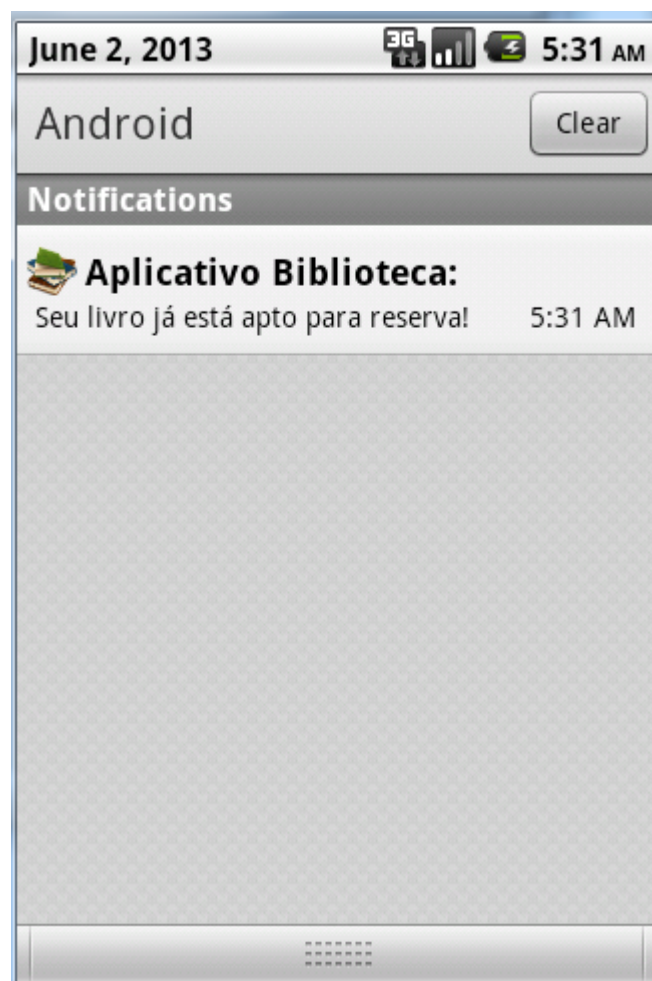 June 2, 2013 3G 5:31 AM
Android Clear
Notifications
Aplicativo Biblioteca:
Seu livro já está apto para reserva! 5:31 AM